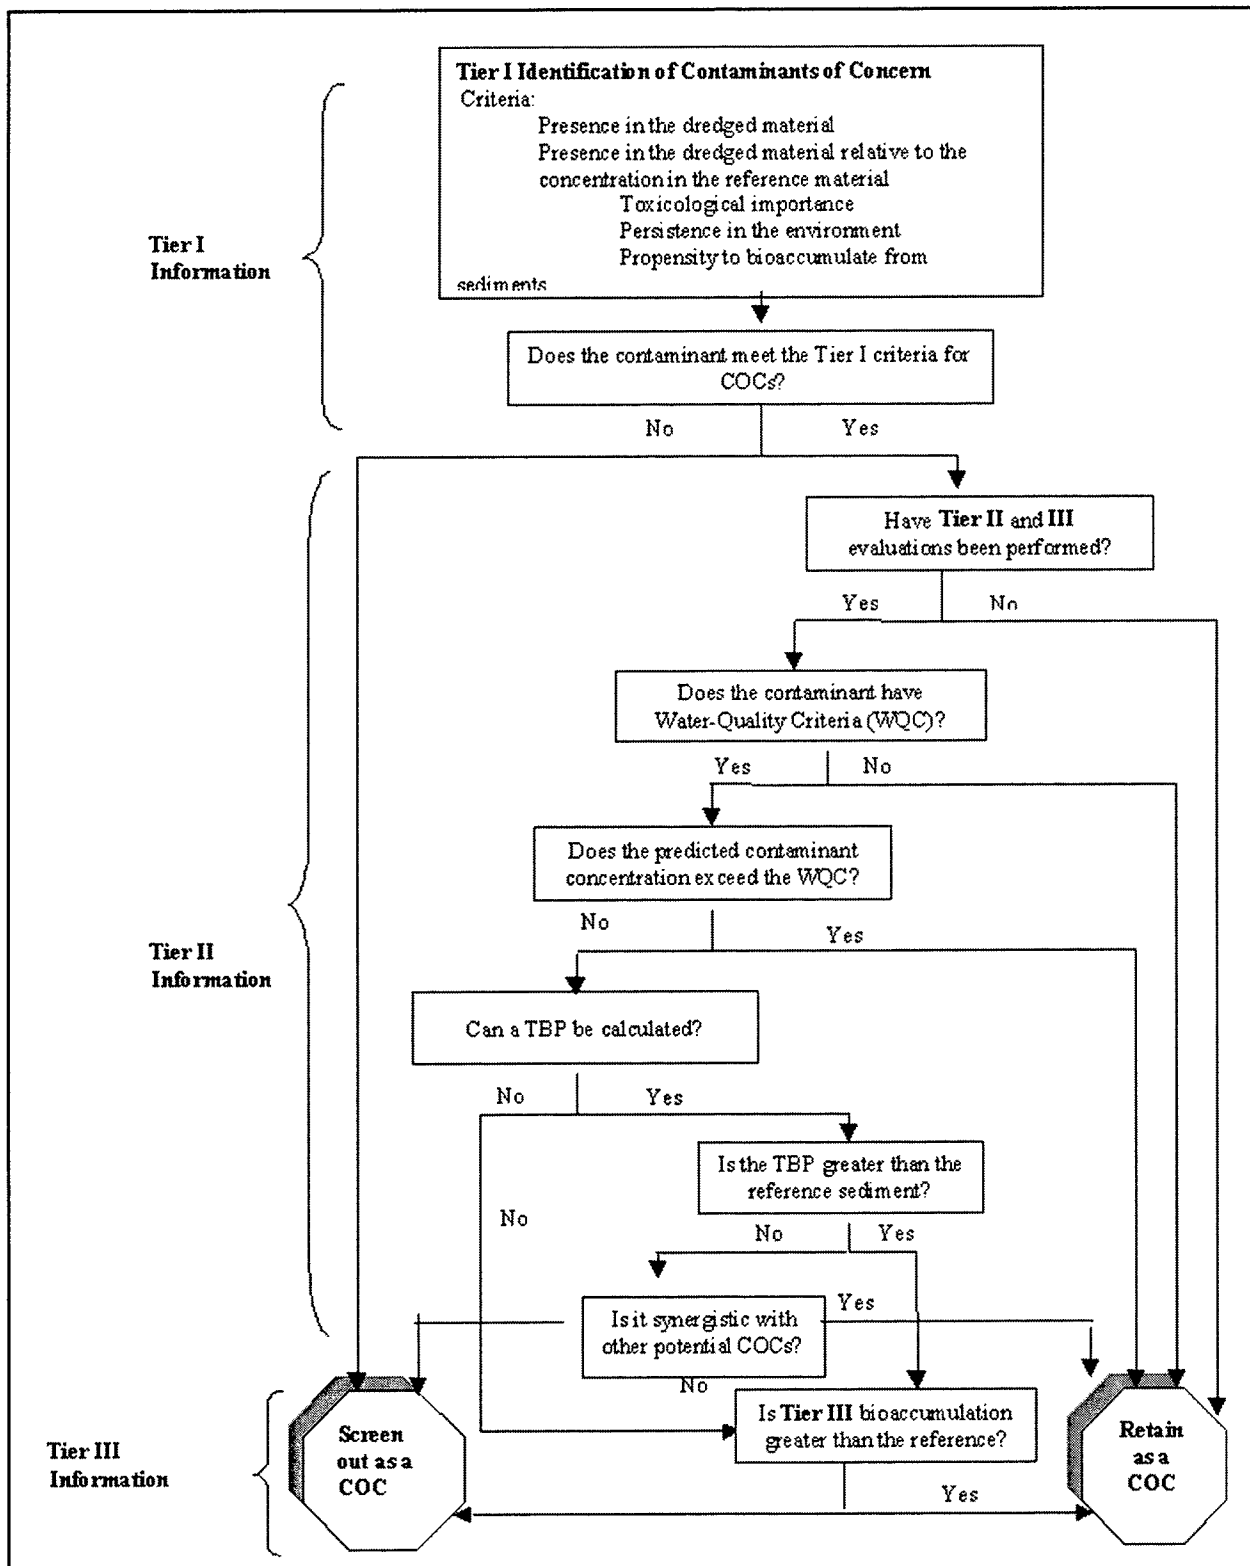 Tier I Identification of Contaminants of Concern
Criteria:
Presence in the dredged material
Presence in the dredged material relative to the
concentration in the reference material
Toxicological importance
Persistence in the environment
Propensity to bioaccumulate from
sediments
Tier I
Information
Does the contaminant meet the Tier I criteria for
COCs?
No
Yes
Have Tier II and III
evaluations been performed?
Yes
No
Does the contaminant have
Water-Quality Criteria (WQC)?
Yes
No
Does the predicted contaminant
concentration exceed the WQC?
No
Yes
Tier II
Information
Can a TBP be calculated?
No
Yes
Is the TBP greater than the
reference sediment?
No
No
Yes
Is it synergistic with
other potential COCs?
Yes
No
Is Tier III bioaccumulation
greater than the reference?
Yes
Tier III
Information
Screen
out as a
COC
Retain
as a
COC